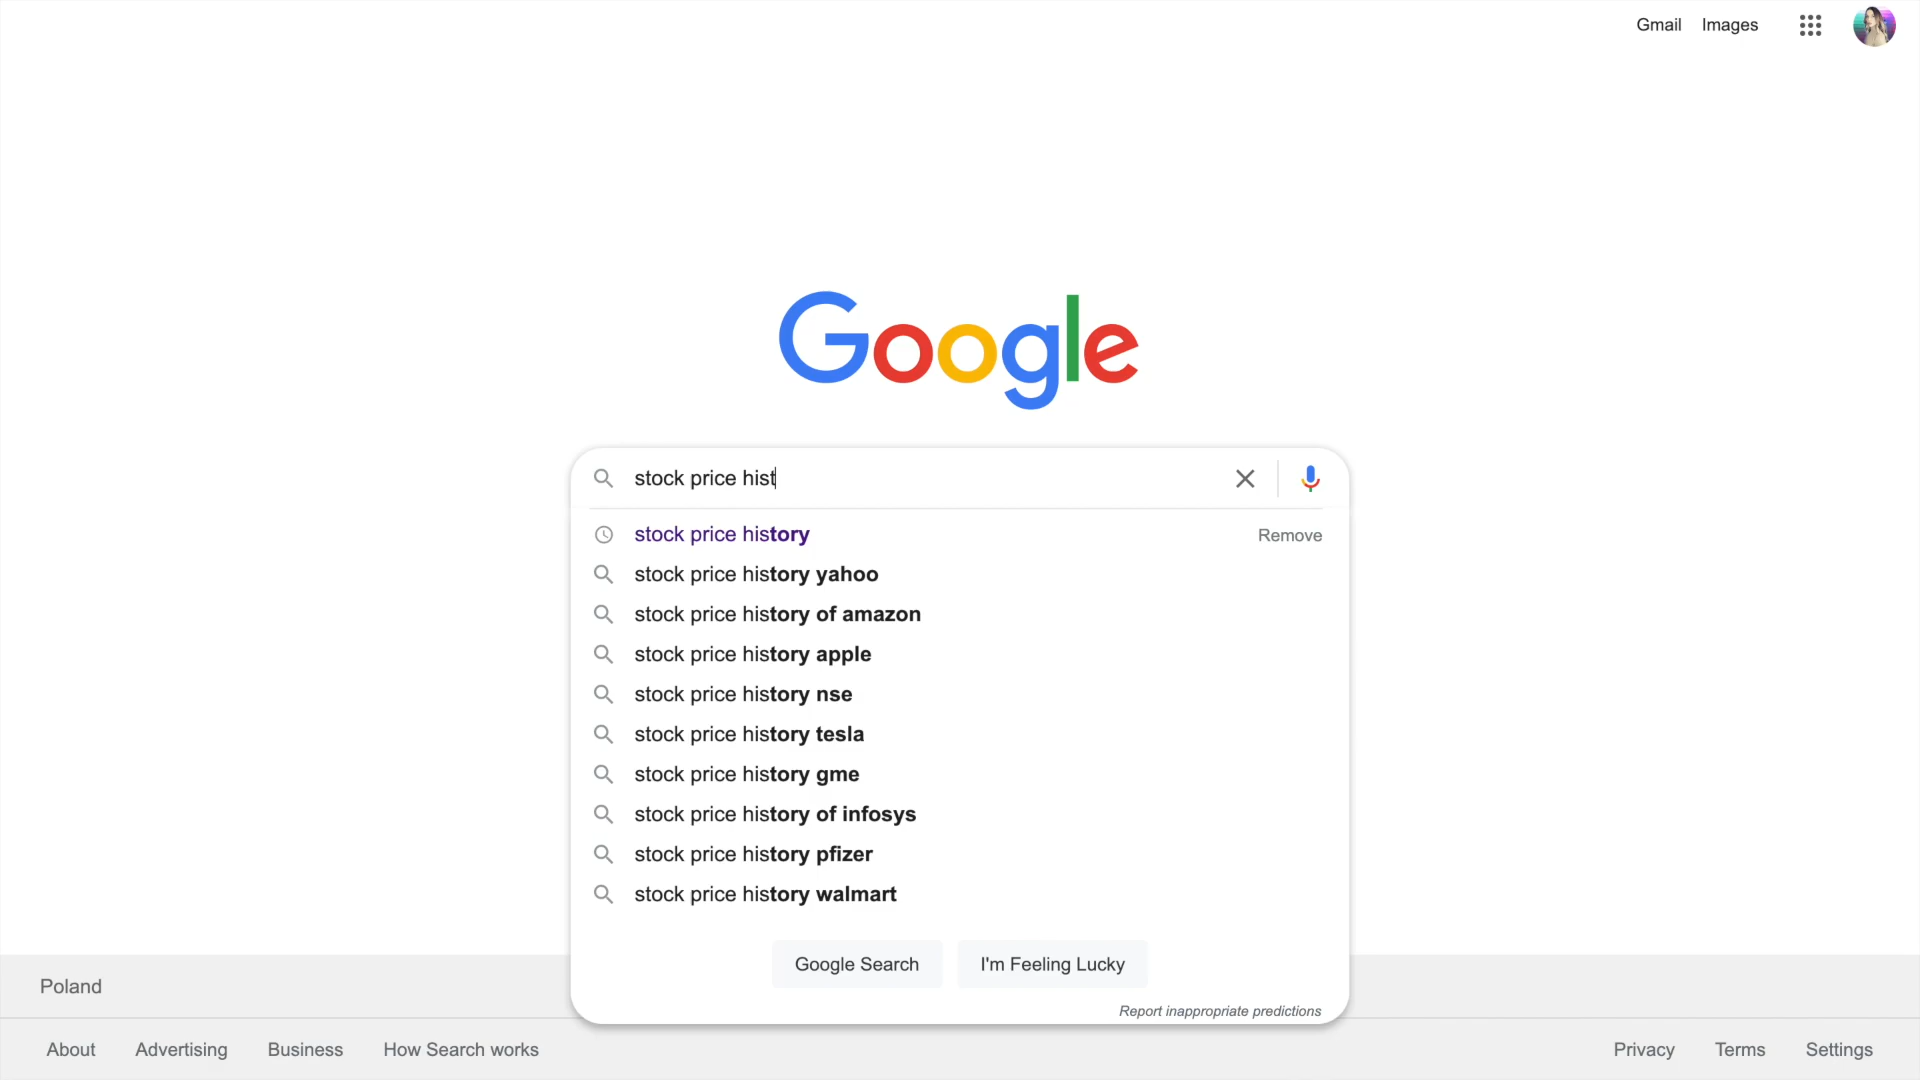 Gmail Images
Google
stock price hist
stock price history Remove
stock price history yahoo
stock price history of amazon
stock price history apple
stock price history nse
stock price history tesla
stock price history gme
stock price history of infosys
stock price history pfizer
stock price history walmart
Google Search I'm Feeling Lucky
Report inappropriate predictions
Poland
About Advertising Business How Search works Privacy Terms Settings